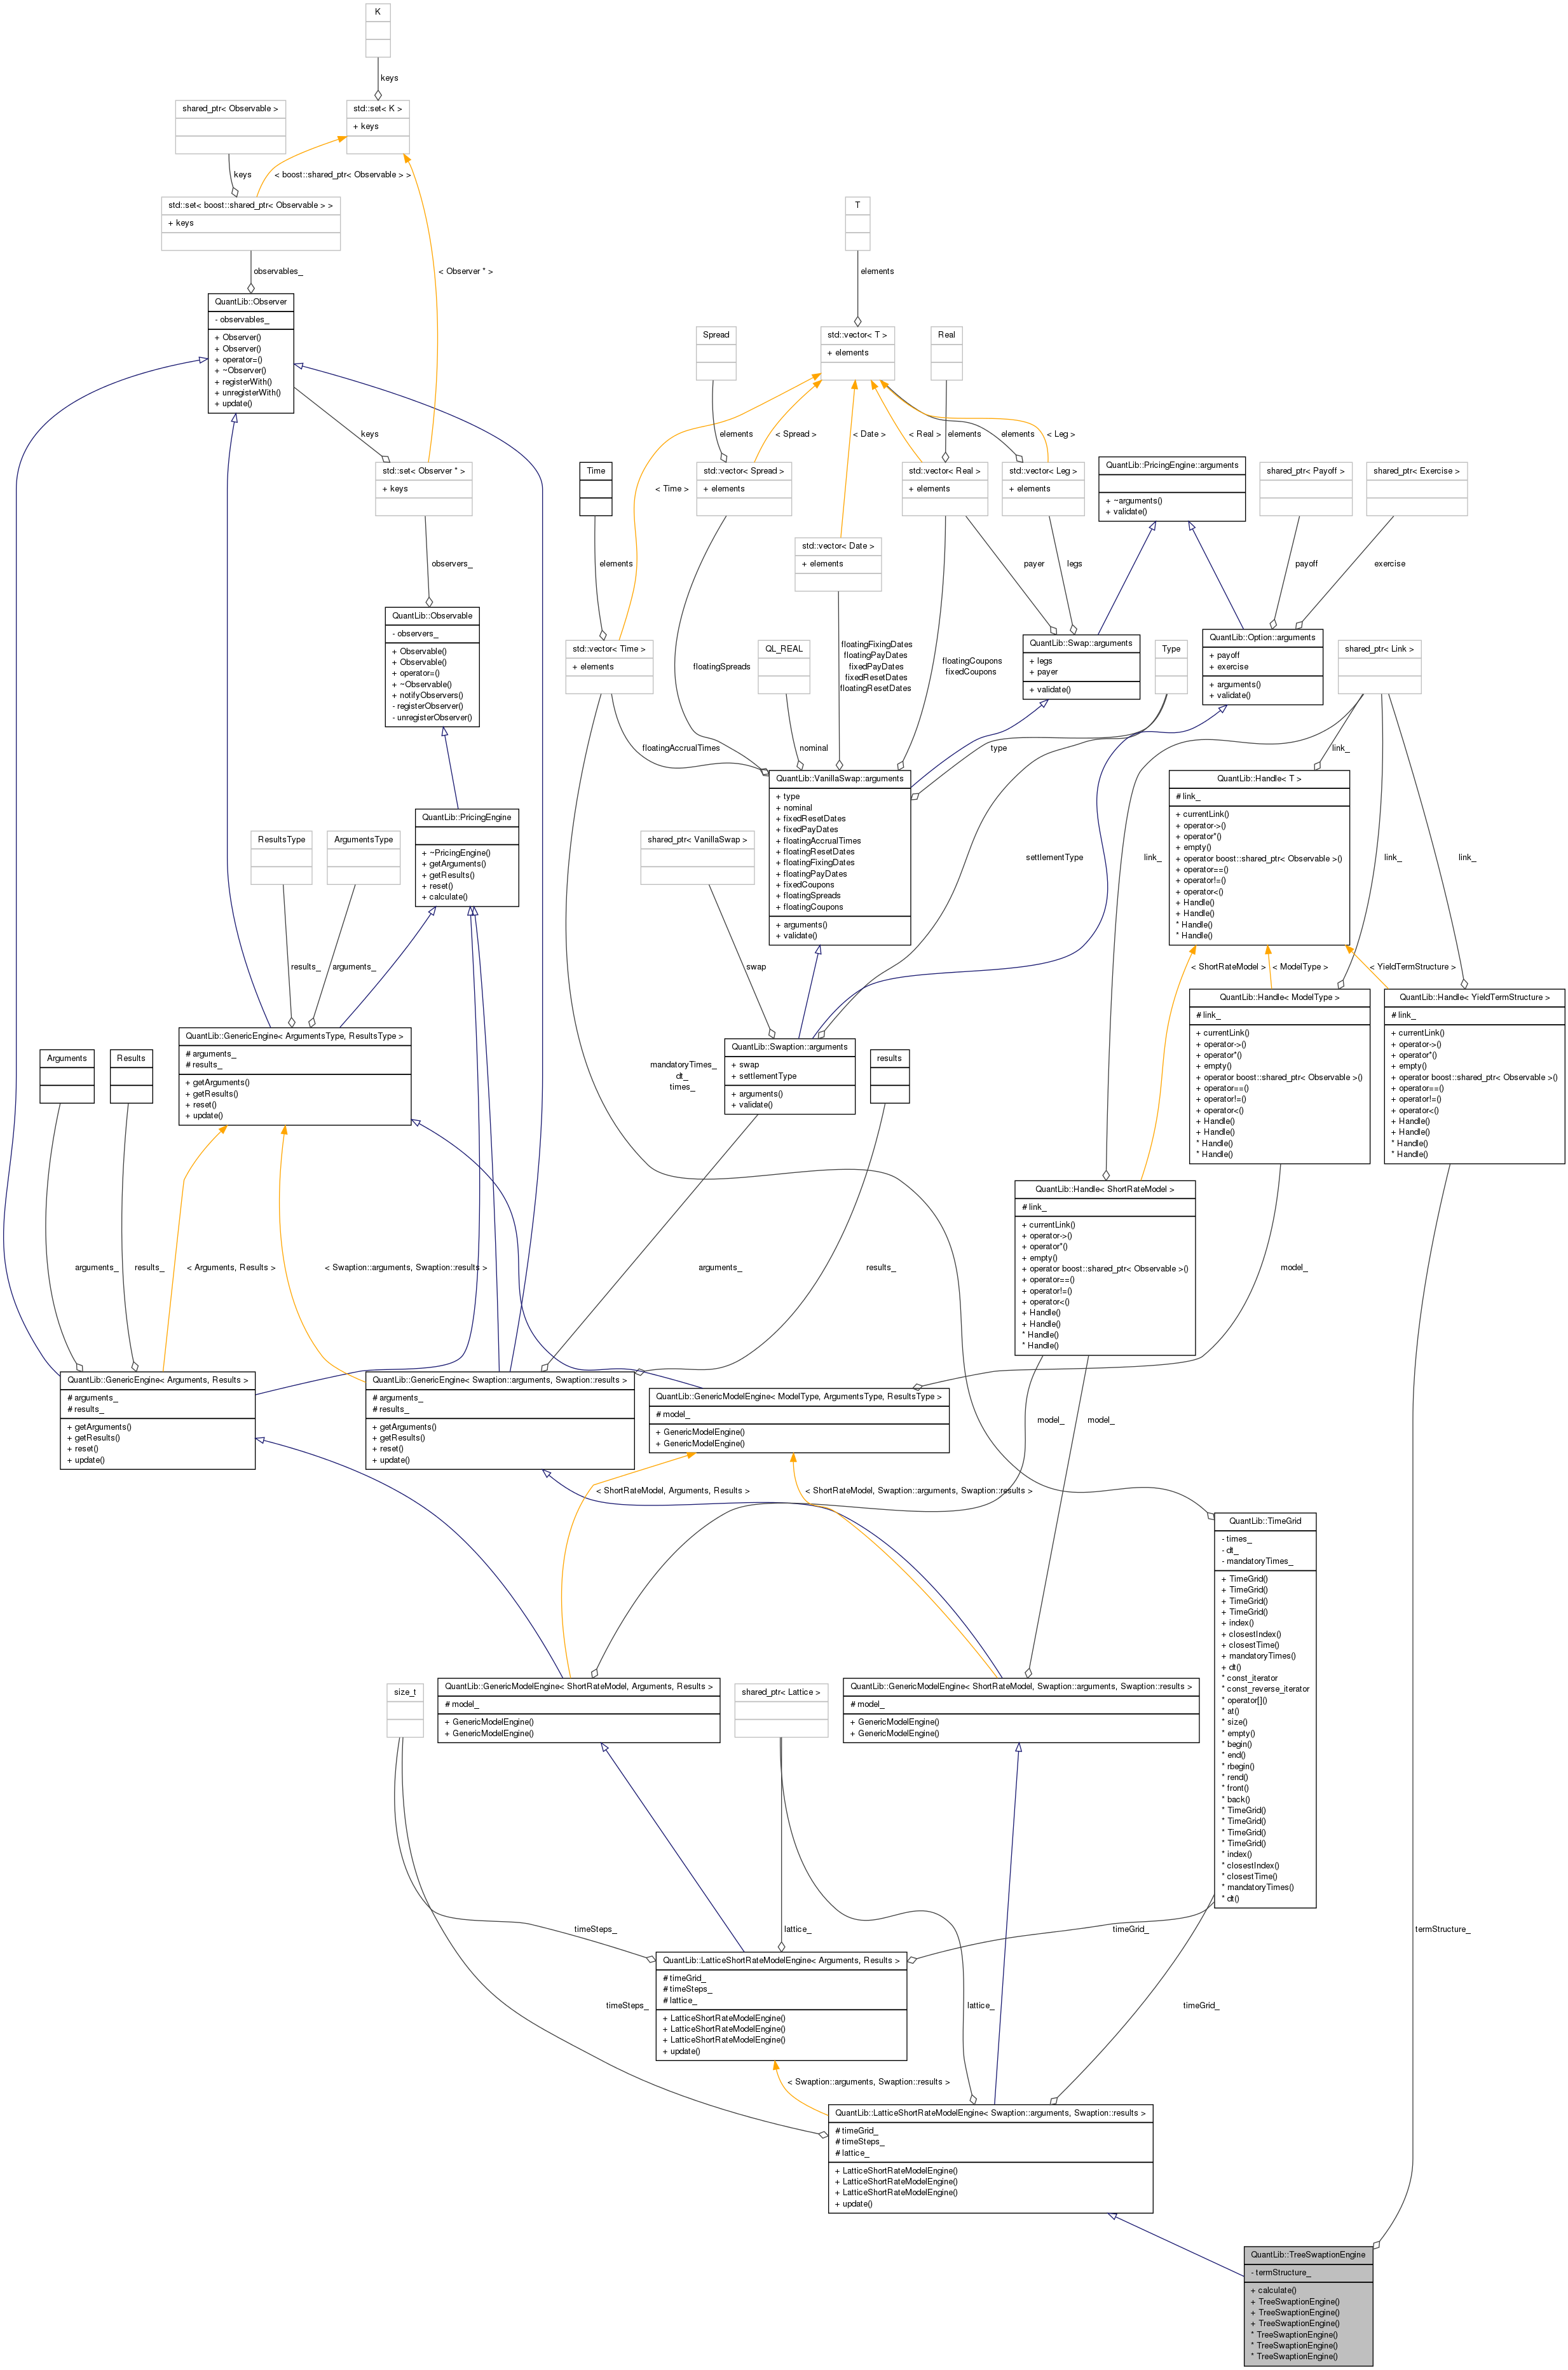 K
keys
shared_ptr< Observable >
std::set< K >
+ keys
keys
< boost::shared_ptr< Observable > >
std::set< boost::shared_ptr< Observable > >
+ keys
T
observables_
< Observer * >
elements
QuantLib::Observer
- observables_
+ Observer()
+ Observer()
+ operator=()
+ ~Observer()
+ registerWith()
+ unregisterWith()
+ update()
Spread
std::vector< T >
+ elements
Real
keys
elements
< Spread >
< Date >
< Real >
elements
elements
< Leg >
std::set< Observer * >
+ keys
Time
< Time >
std::vector< Spread >
+ elements
std::vector< Real >
+ elements
std::vector< Leg >
+ elements
QuantLib::PricingEngine::arguments
+ ~arguments()
+ validate()
shared_ptr< Payoff >
shared_ptr< Exercise >
std::vector< Date >
+ elements
observers_
elements
payer
legs
payoff
exercise
QuantLib::Observable
- observers_
+ Observable()
+ Observable()
+ operator=()
+ ~Observable()
+ notifyObservers()
- registerObserver()
- unregisterObserver()
std::vector< Time >
+ elements
floatingSpreads
QL_REAL
floatingFixingDates
floatingPayDates
fixedPayDates
fixedResetDates
floatingResetDates
floatingCoupons
fixedCoupons
QuantLib::Swap::arguments
+ legs
+ payer
+ validate()
Type
QuantLib::Option::arguments
+ payoff
+ exercise
+ arguments()
+ validate()
shared_ptr< Link >
floatingAccrualTimes
nominal
type
link_
QuantLib::VanillaSwap::arguments
+ type
+ nominal
+ fixedResetDates
+ fixedPayDates
+ floatingAccrualTimes
+ floatingResetDates
+ floatingFixingDates
+ floatingPayDates
+ fixedCoupons
+ floatingSpreads
+ floatingCoupons
+ arguments()
+ validate()
QuantLib::Handle< T >
# link_
+ currentLink()
+ operator->()
+ operator*()
+ empty()
+ operator boost::shared_ptr< Observable >()
+ operator==()
+ operator!=()
+ operator<()
+ Handle()
+ Handle()
* Handle()
* Handle()
QuantLib::PricingEngine
+ ~PricingEngine()
+ getArguments()
+ getResults()
+ reset()
+ calculate()
ResultsType
ArgumentsType
shared_ptr< VanillaSwap >
settlementType
link_
link_
link_
results_
arguments_
swap
< ShortRateModel >
< ModelType >
< YieldTermStructure >
QuantLib::GenericEngine< ArgumentsType, ResultsType >
# arguments_
# results_
+ getArguments()
+ getResults()
+ reset()
+ update()
Arguments
Results
mandatoryTimes_
dt_
times_
QuantLib::Swaption::arguments
+ swap
+ settlementType
+ arguments()
+ validate()
results
QuantLib::Handle< ModelType >
# link_
+ currentLink()
+ operator->()
+ operator*()
+ empty()
+ operator boost::shared_ptr< Observable >()
+ operator==()
+ operator!=()
+ operator<()
+ Handle()
+ Handle()
* Handle()
* Handle()
QuantLib::Handle< YieldTermStructure >
# link_
+ currentLink()
+ operator->()
+ operator*()
+ empty()
+ operator boost::shared_ptr< Observable >()
+ operator==()
+ operator!=()
+ operator<()
+ Handle()
+ Handle()
* Handle()
* Handle()
QuantLib::Handle< ShortRateModel >
# link_
+ currentLink()
+ operator->()
+ operator*()
+ empty()
+ operator boost::shared_ptr< Observable >()
+ operator==()
+ operator!=()
+ operator<()
+ Handle()
+ Handle()
* Handle()
* Handle()
arguments_
results_
< Arguments, Results >
< Swaption::arguments, Swaption::results >
arguments_
results_
model_
QuantLib::GenericEngine< Arguments, Results >
# arguments_
# results_
+ getArguments()
+ getResults()
+ reset()
+ update()
QuantLib::GenericEngine< Swaption::arguments, Swaption::results >
# arguments_
# results_
+ getArguments()
+ getResults()
+ reset()
+ update()
QuantLib::GenericModelEngine< ModelType, ArgumentsType, ResultsType >
# model_
+ GenericModelEngine()
+ GenericModelEngine()
model_
model_
< ShortRateModel, Arguments, Results >
< ShortRateModel, Swaption::arguments, Swaption::results >
QuantLib::TimeGrid
- times_
- dt_
- mandatoryTimes_
+ TimeGrid()
+ TimeGrid()
+ TimeGrid()
+ TimeGrid()
+ index()
+ closestIndex()
+ closestTime()
+ mandatoryTimes()
+ dt()
* const_iterator
* const_reverse_iterator
* operator[]()
* at()
* size()
* empty()
* begin()
* end()
* rbegin()
* rend()
* front()
* back()
* TimeGrid()
* TimeGrid()
* TimeGrid()
* TimeGrid()
* index()
* closestIndex()
* closestTime()
* mandatoryTimes()
* dt()
size_t
QuantLib::GenericModelEngine< ShortRateModel, Arguments, Results >
# model_
+ GenericModelEngine()
+ GenericModelEngine()
shared_ptr< Lattice >
QuantLib::GenericModelEngine< ShortRateModel, Swaption::arguments, Swaption::results >
# model_
+ GenericModelEngine()
+ GenericModelEngine()
timeSteps_
lattice_
timeGrid_
termStructure_
QuantLib::LatticeShortRateModelEngine< Arguments, Results >
# timeGrid_
# timeSteps_
# lattice_
+ LatticeShortRateModelEngine()
+ LatticeShortRateModelEngine()
+ LatticeShortRateModelEngine()
+ update()
timeSteps_
lattice_
timeGrid_
< Swaption::arguments, Swaption::results >
QuantLib::LatticeShortRateModelEngine< Swaption::arguments, Swaption::results >
# timeGrid_
# timeSteps_
# lattice_
+ LatticeShortRateModelEngine()
+ LatticeShortRateModelEngine()
+ LatticeShortRateModelEngine()
+ update()
QuantLib::TreeSwaptionEngine
- termStructure_
+ calculate()
+ TreeSwaptionEngine()
+ TreeSwaptionEngine()
+ TreeSwaptionEngine()
* TreeSwaptionEngine()
* TreeSwaptionEngine()
* TreeSwaptionEngine()